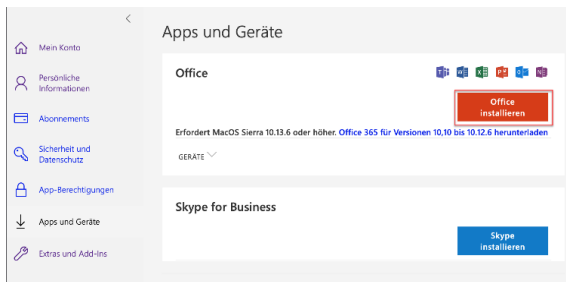 Apps und Geräte
Mein Konto
Persönliche
Informationen
Abonnements
Sicherheit und
Datenschutz
App-Berechtigungen
Apps und Geräte
Extras und Add-Ins
Office
Office
installieren
Erfordert MacOS Sierra 10.13.6 oder höher. Office 365 für Versionen 10,10 bis 10.12.6 herunterladen
GERÄTE
Skype for Business
Skype
installieren